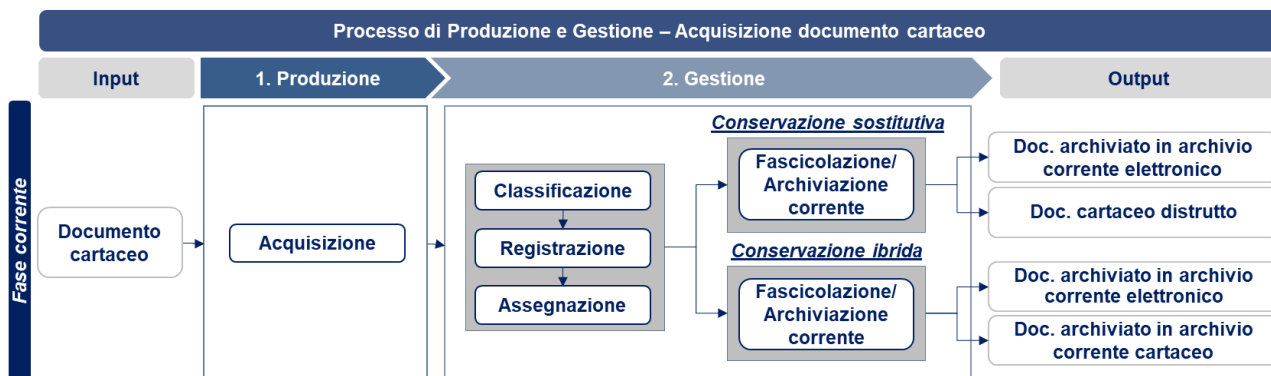 Processo di Produzione e Gestione – Acquisizione documento cartaceo
Input
1. Produzione
2. Gestione
Output
Fase corrente
Documento
cartaceo
Acquisizione
Classificazione
Registrazione
Assegnazione
Conservazione sostitutiva
Fascicolazione/
Archiviazione
corrente
Conservazione ibrida
Fascicolazione/
Archiviazione
corrente
Doc. archiviato in archivio
corrente elettronico
Doc. cartaceo distrutto
Doc. archiviato in archivio
corrente elettronico
Doc. archiviato in archivio
corrente cartaceo